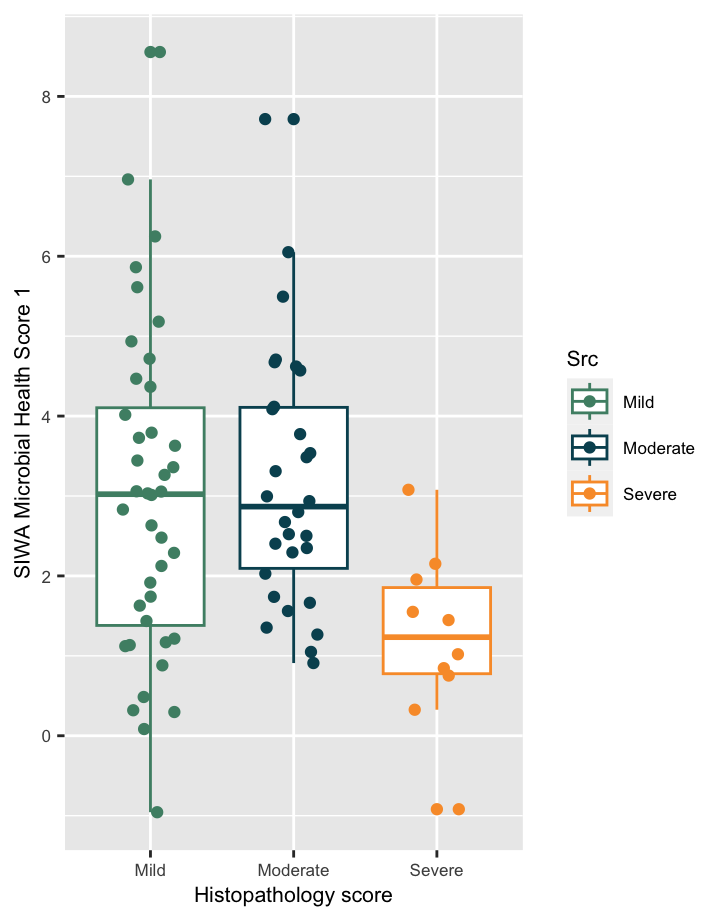 SIWA Microbial Health Score 1
8
6
4
2
0
Mild
Moderate
Severe
Histopathology score
Src
Mild
Moderate
Severe